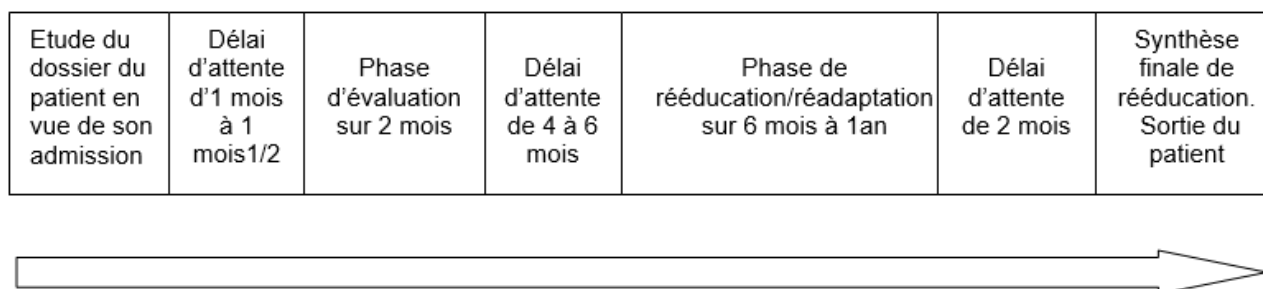 Etude du
dossier du
patient en
vue de son
admission
Délai
d'attente
d'1 mois
à 1
mois1/2
Phase
d'évaluation
sur 2 mois
Délai
d'attente
de 4 à 6
mois
Phase de
rééducation/réadaptation
sur 6 mois à 1an
Délai
d'attente
de 2 mois
Synthèse
finale de
rééducation.
Sortie du
patient